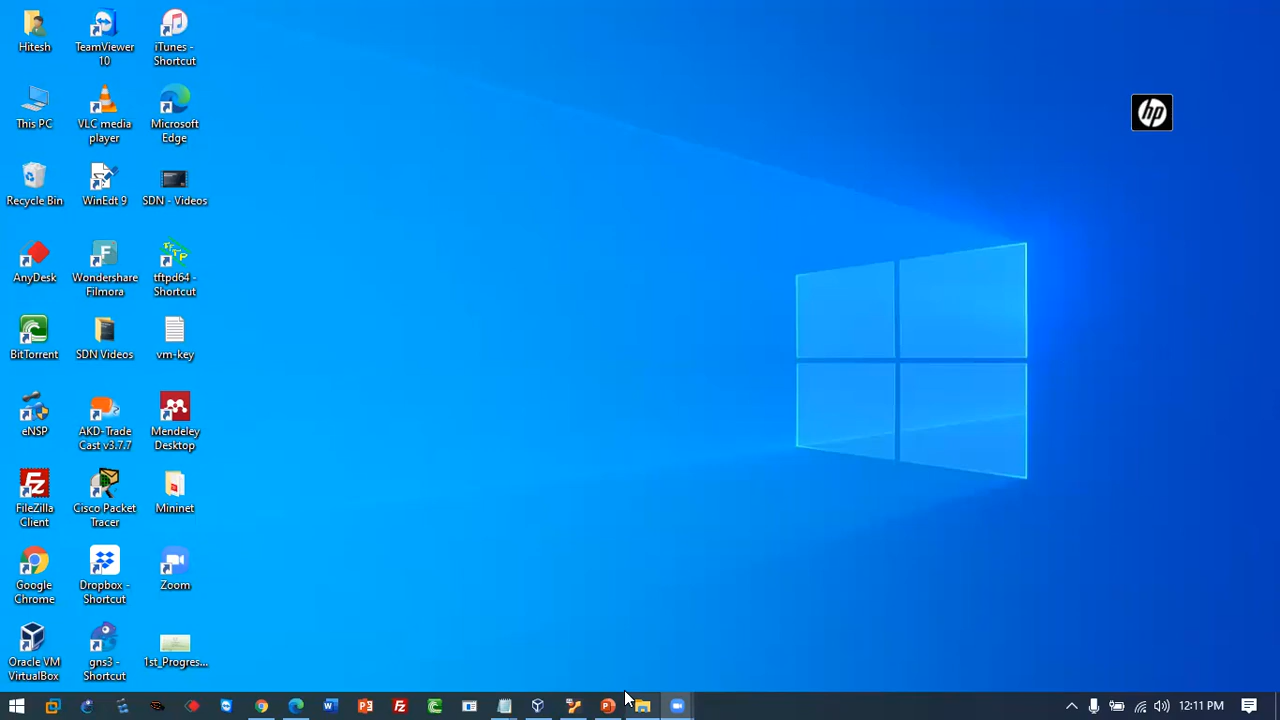 Hitesh
TeamViewer
10
iTunes -
Shortcut
This PC
VLC media
player
Microsoft
Edge
Recycle Bin
WinEdt 9
SDN - Videos
AnyDesk
Wondershare
Filmora
tftpd64 -
Shortcut
BitTorrent
SDN Videos
vm-key
eNSP
AKD-Trade
Cast v3.7.7
Mendeley
Desktop
FileZilla
Client
Cisco Packet
Tracer
Mininet
Google
Chrome
Dropbox -
Shortcut
Zoom
Oracle VM
VirtualBox
gns3 -
Shortcut
1st_Progres...
hp
12:11 PM